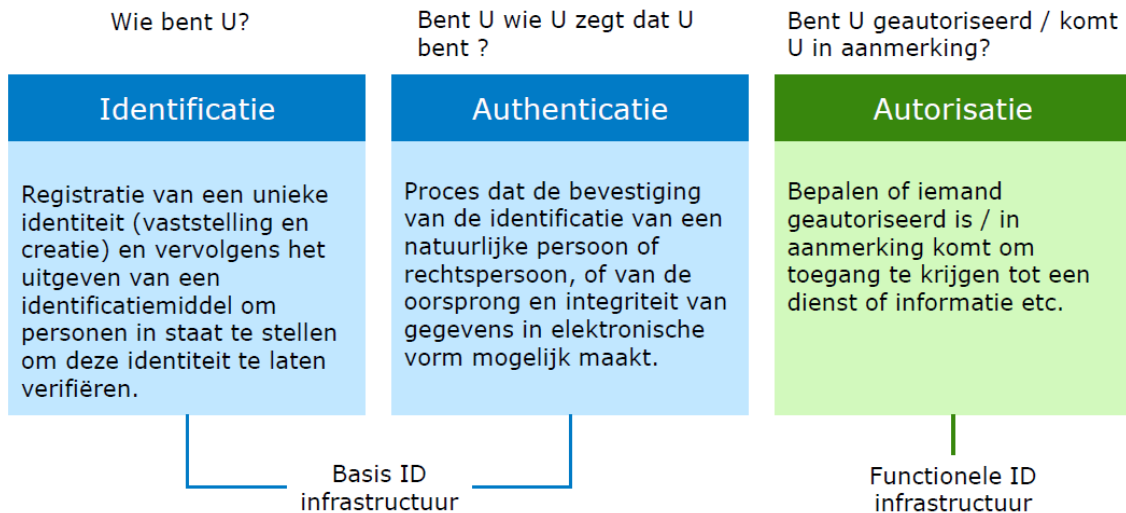 Wie bent U?
Bent U wie U zegt dat U
bent ?
Bent U geautoriseerd / komt
U in aanmerking?
Identificatie
Registratie van een unieke
identiteit (vaststelling en
creatie) en vervolgens het
uitgeven van een
identificatiemiddel om
personen in staat te stellen
om deze identiteit te laten
verifiëren.
Authenticatie
Proces dat de bevestiging
van de identificatie van een
natuurlijke persoon of
rechtspersoon, of van de
oorsprong en integriteit van
gegevens in elektronische
vorm mogelijk maakt.
Autorisatie
Bepalen of iemand
geautoriseerd is / in
aanmerking komt om
toegang te krijgen tot een
dienst of informatie etc.
Basis ID
infrastructuur
Functionele ID
infrastructuur